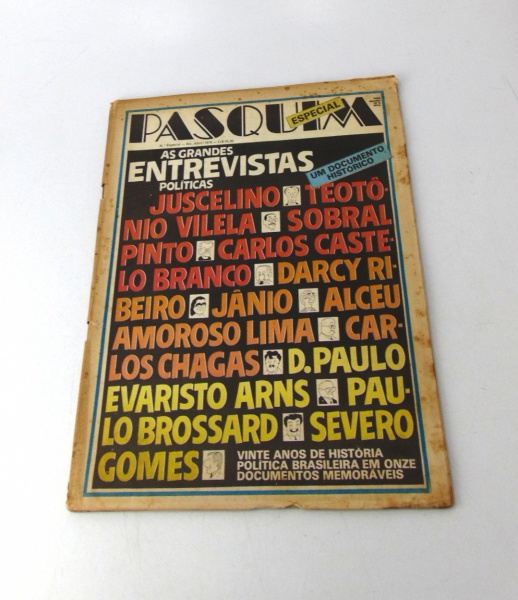 PASQUIM
ESPECIAL
AS GRANDES
ENTREVISTAS
POLÍTICAS
UM DOCUMENTO
HISTÓRICO
JUSCELINO TEOTÔ-
NIO VILELA SOBRAL
PINTO CARLOS CASTE-
LO BRANCO DARCY RI-
BEIRO JÂNIO ALCEU
AMOROSO LIMA CAR-
LOS CHAGAS D.PAULO
EVARISTO ARNS PAU-
LO BROSSARD SEVERO
GOMES
VINTE ANOS DE HISTÓRIA
POLÍTICA BRASILEIRA EM ONZE
DOCUMENTOS MEMORÁVEIS